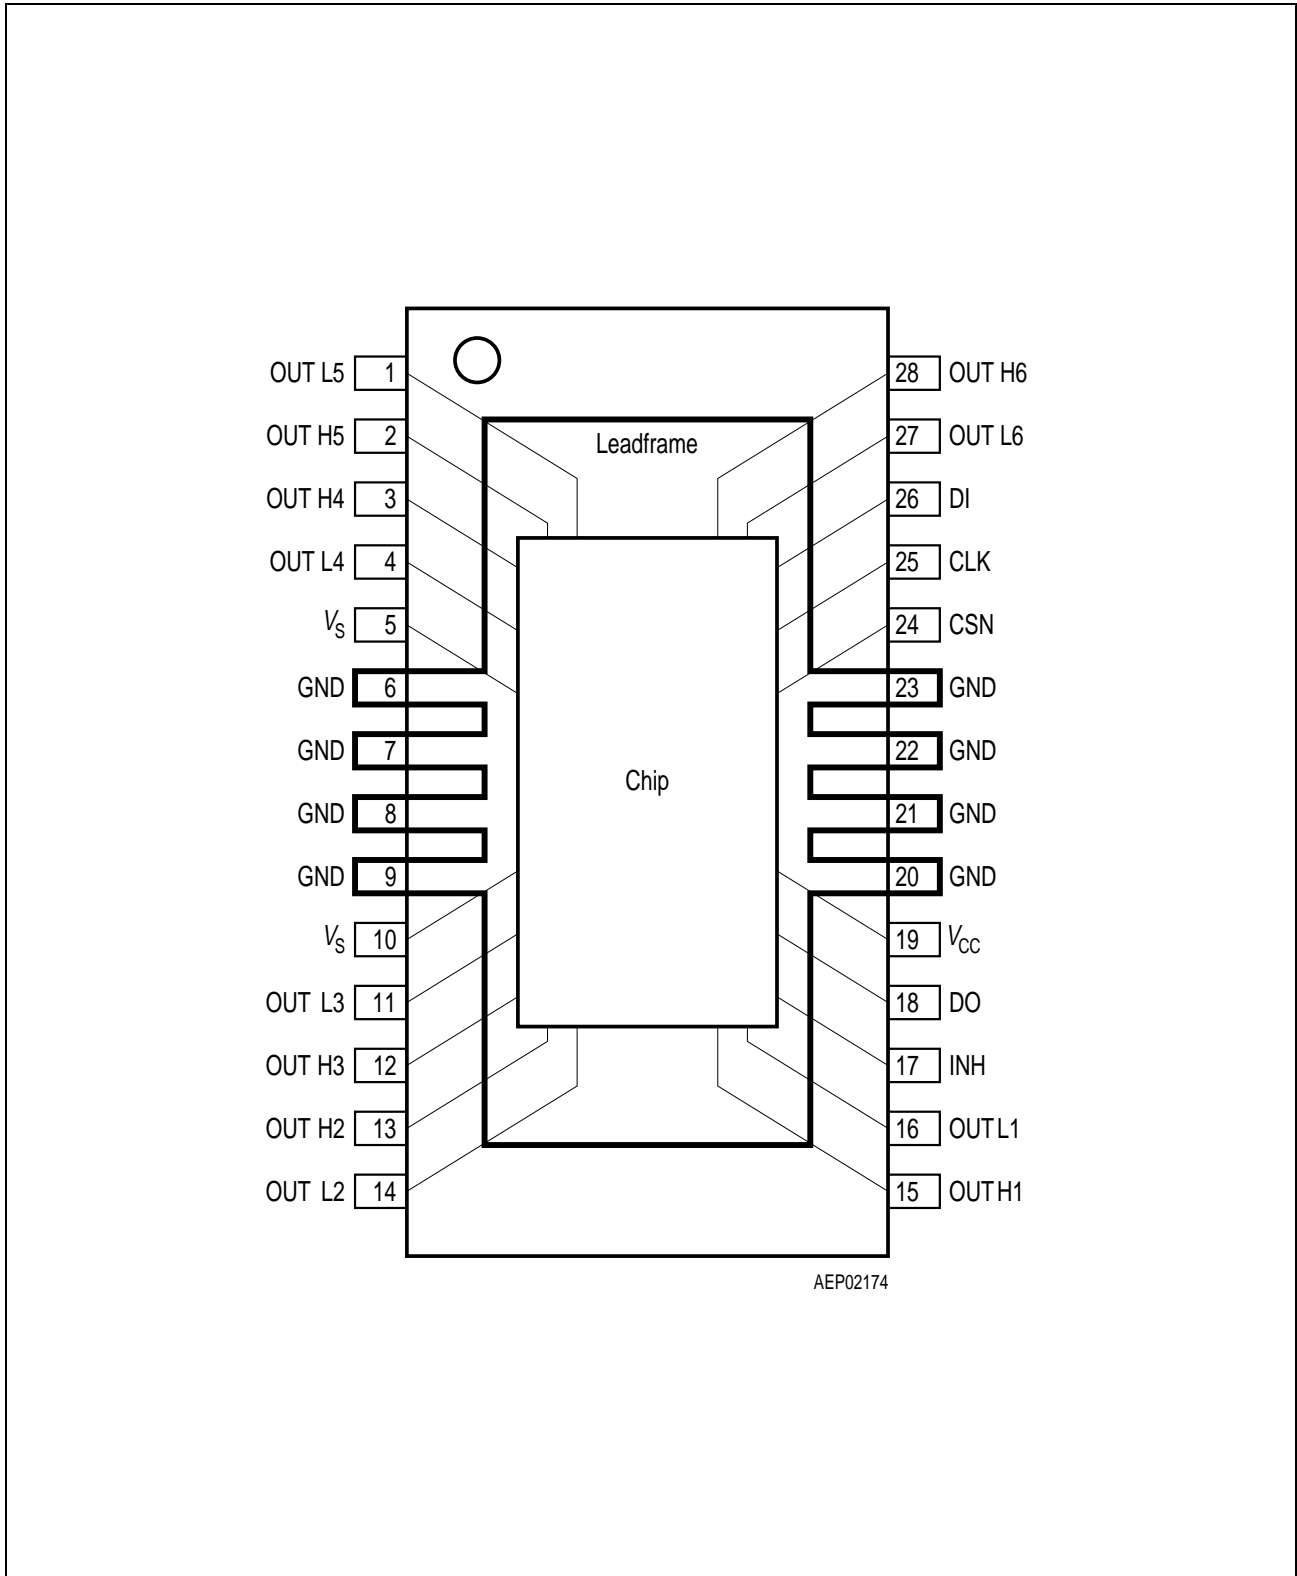 OUT L5 1 28 OUT H6
Leadframe
OUT H5 2 27 OUT L6
OUT H4 3 26 DI
OUT L4 4 25 CLK
VS 5 24 CSN
GND 6 23 GND
GND 7 22 GND
Chip
GND 8 21 GND
GND 9 20 GND
VS 10 19 VCC
OUT L3 11 18 DO
OUT H3 12 17 INH
OUT H2 13 16 OUT L1
OUT L2 14 15 OUT H1
AEP02174